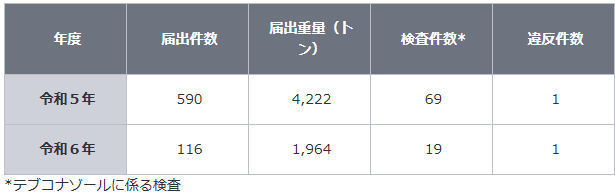 年度 届出件数 届出重量（トン） 検査件数* 違反件数
令和５年 590 4,222 69 1
令和６年 116 1,964 19 1
*テブコナゾールに係る検査